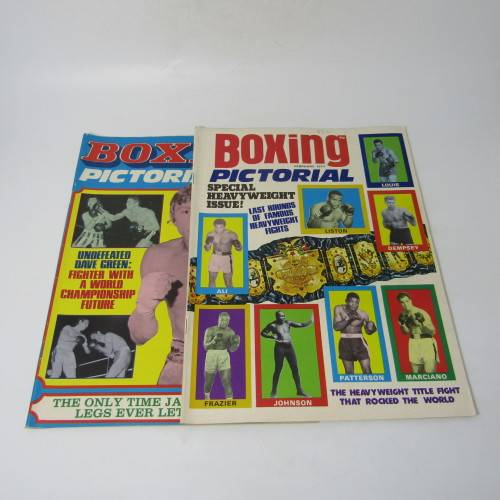 BOX
PICTORI
UNDEFEATED
DAVE GREEN:
FIGHTER WITH
A WORLD
CHAMPIONSHIP
FUTURE
THE ONLY TIME JA
LEGS EVER LET
BOXing
PICTORIAL
SPECIAL
HEAVYWEIGHT
ISSUE!
LAST ROUNDS
OF FAMOUS
HEAVYWEIGHT
FIGHTS
LOUIS
LISTON
DEMPSEY
ALI
FRAZIER
JOHNSON
PATTERSON
MARCIANO
THE HEAVYWEIGHT TITLE FIGHT
THAT ROCKED THE WORLD